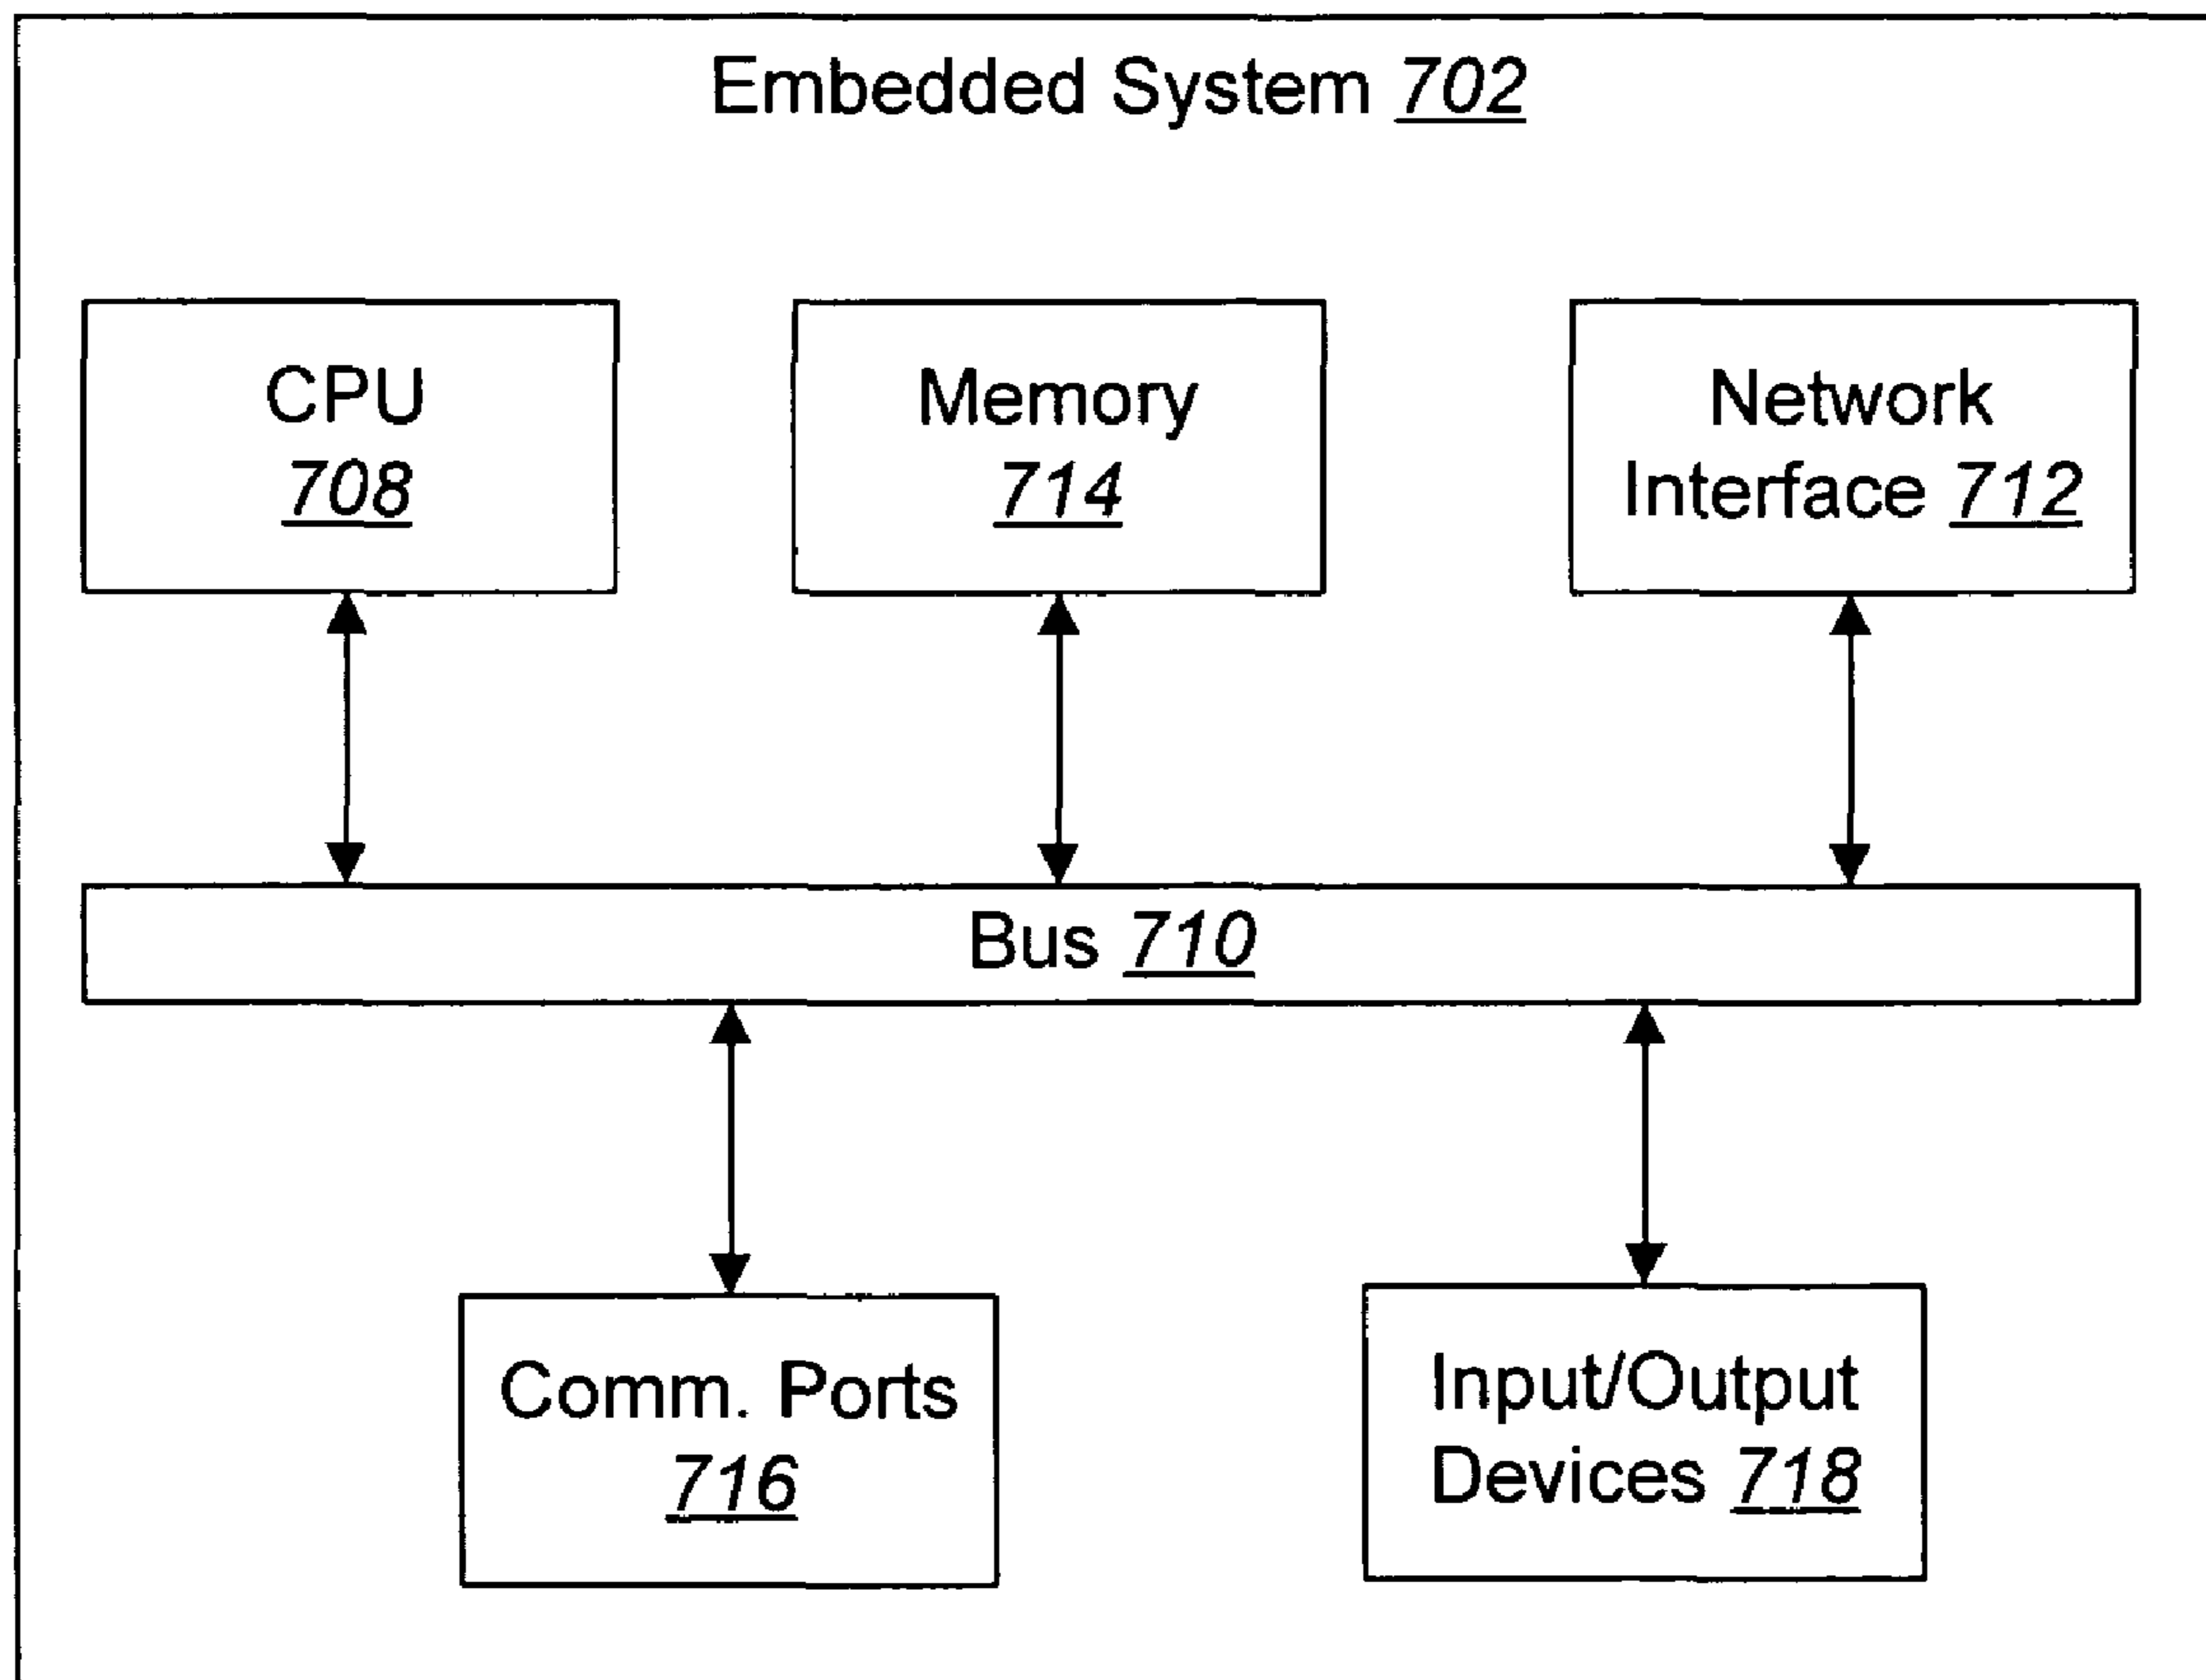 Embedded System 702
CPU
708
Memory
714
Network
Interface 712
Bus 710
Comm. Ports
716
Input/Output
Devices 718